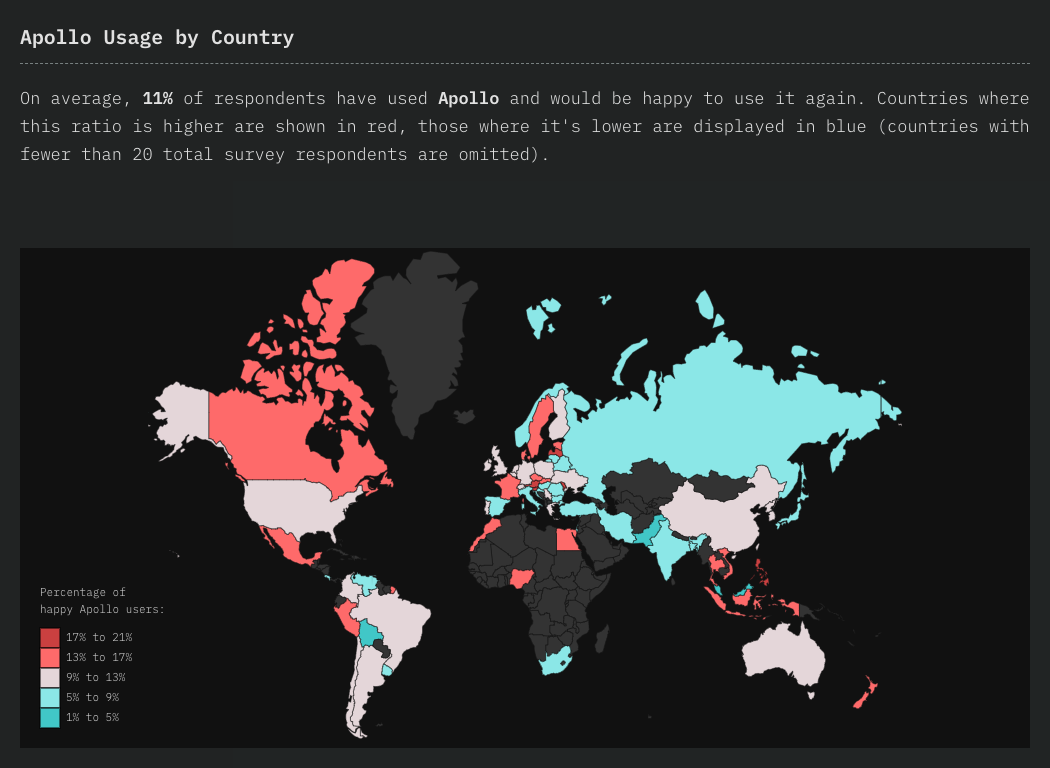 Apollo Usage by Country
On average, 11% of respondents have used Apollo and would be happy to use it again. Countries where
this ratio is higher are shown in red, those where it's lower are displayed in blue (countries with
fewer than 20 total survey respondents are omitted).
Percentage of
happy Apollo users:
17% to 21%
13% to 17%
9% to 13%
5% to 9%
1% to 5%